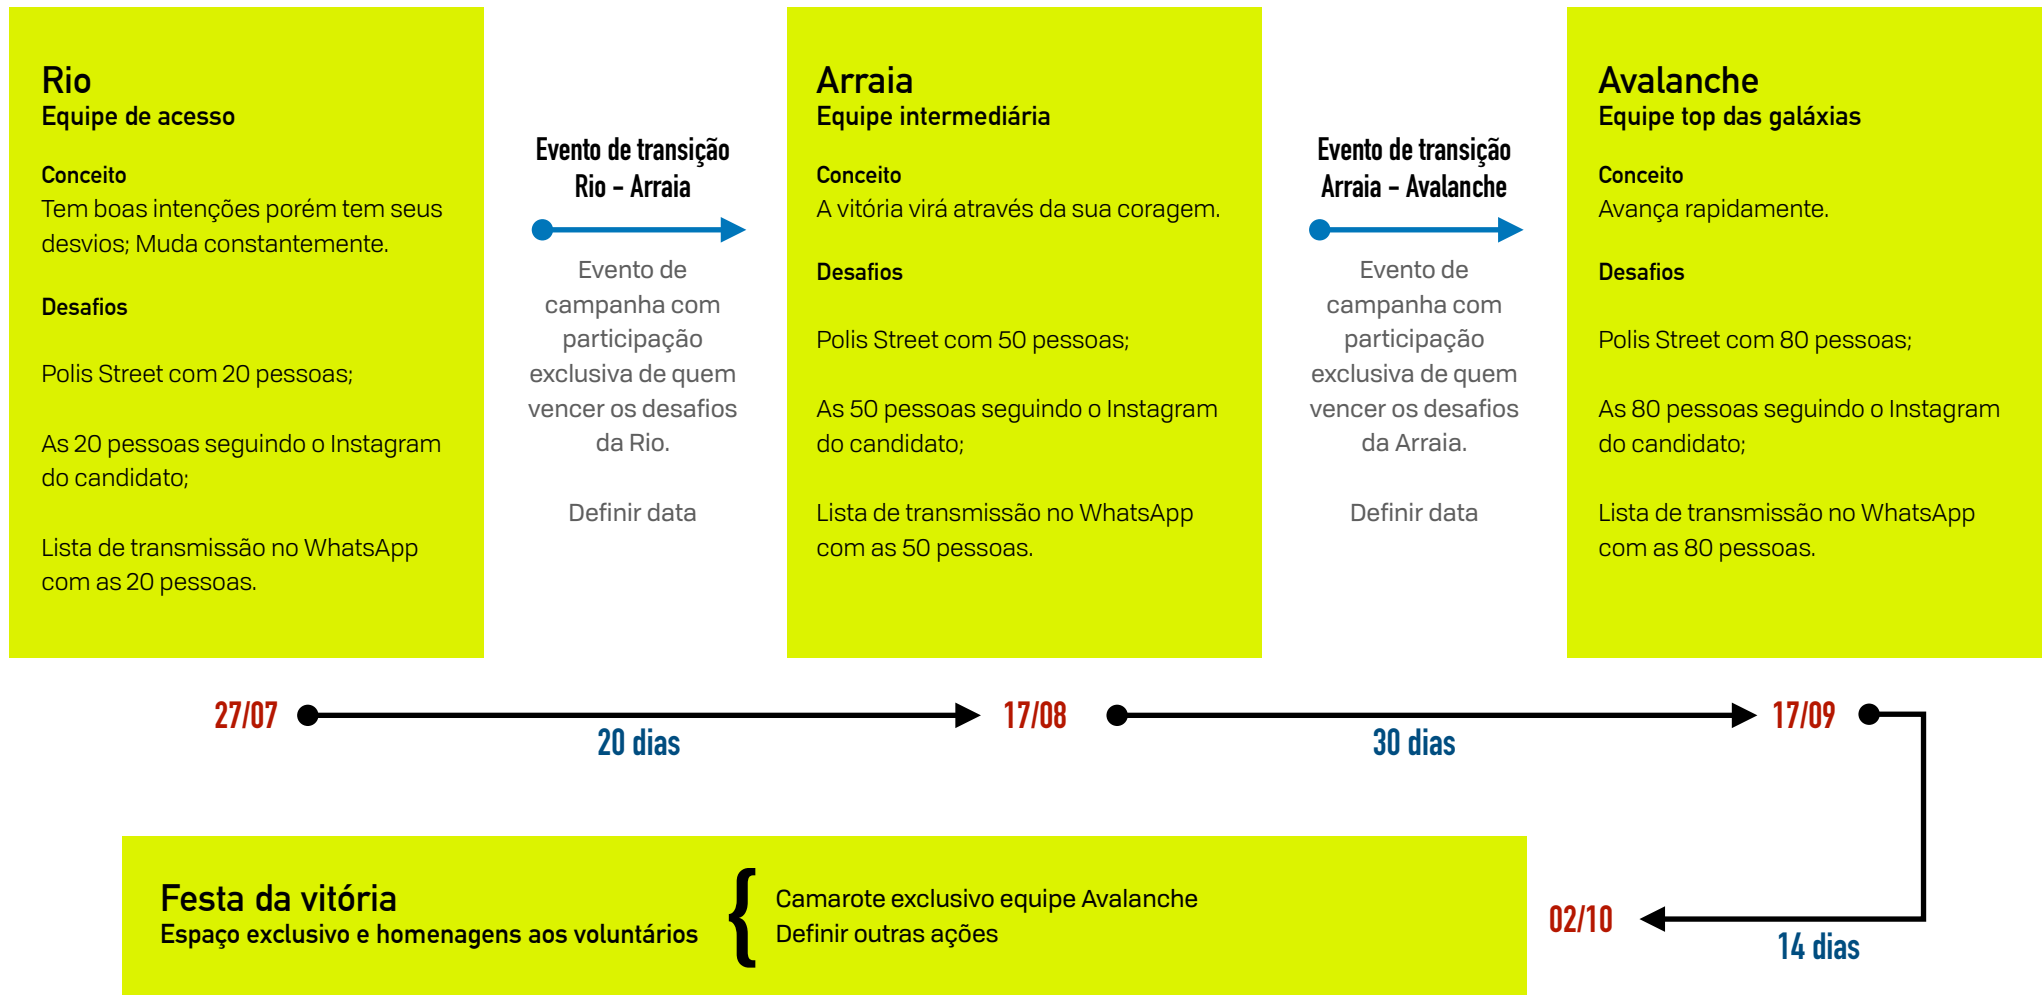 Rio
Equipe de acesso
Conceito
Tem boas intenções porém tem seus
desvios; Muda constantemente.
Desafios
Polis Street com 20 pessoas;
As 20 pessoas seguindo o Instagram
do candidato;
Lista de transmissão no WhatsApp
com as 20 pessoas.
Evento de transição
Rio - Arraia
Evento de
campanha com
participação
exclusiva de quem
vencer os desafios
da Rio.
Definir data
Arraia
Equipe intermediária
Conceito
A vitória virá através da sua coragem.
Desafios
Polis Street com 50 pessoas;
As 50 pessoas seguindo o Instagram
do candidato;
Lista de transmissão no WhatsApp
com as 50 pessoas.
Evento de transição
Arraia - Avalanche
Evento de
campanha com
participação
exclusiva de quem
vencer os desafios
da Arraia.
Definir data
Avalanche
Equipe top das galáxias
Conceito
Avança rapidamente.
Desafios
Polis Street com 80 pessoas;
As 80 pessoas seguindo o Instagram
do candidato;
Lista de transmissão no WhatsApp
com as 80 pessoas.
27/07
20 dias
17/08
30 dias
17/09
14 dias
02/10
Festa da vitória
Espaço exclusivo e homenagens aos voluntários
{
Camarote exclusivo equipe Avalanche
Definir outras ações